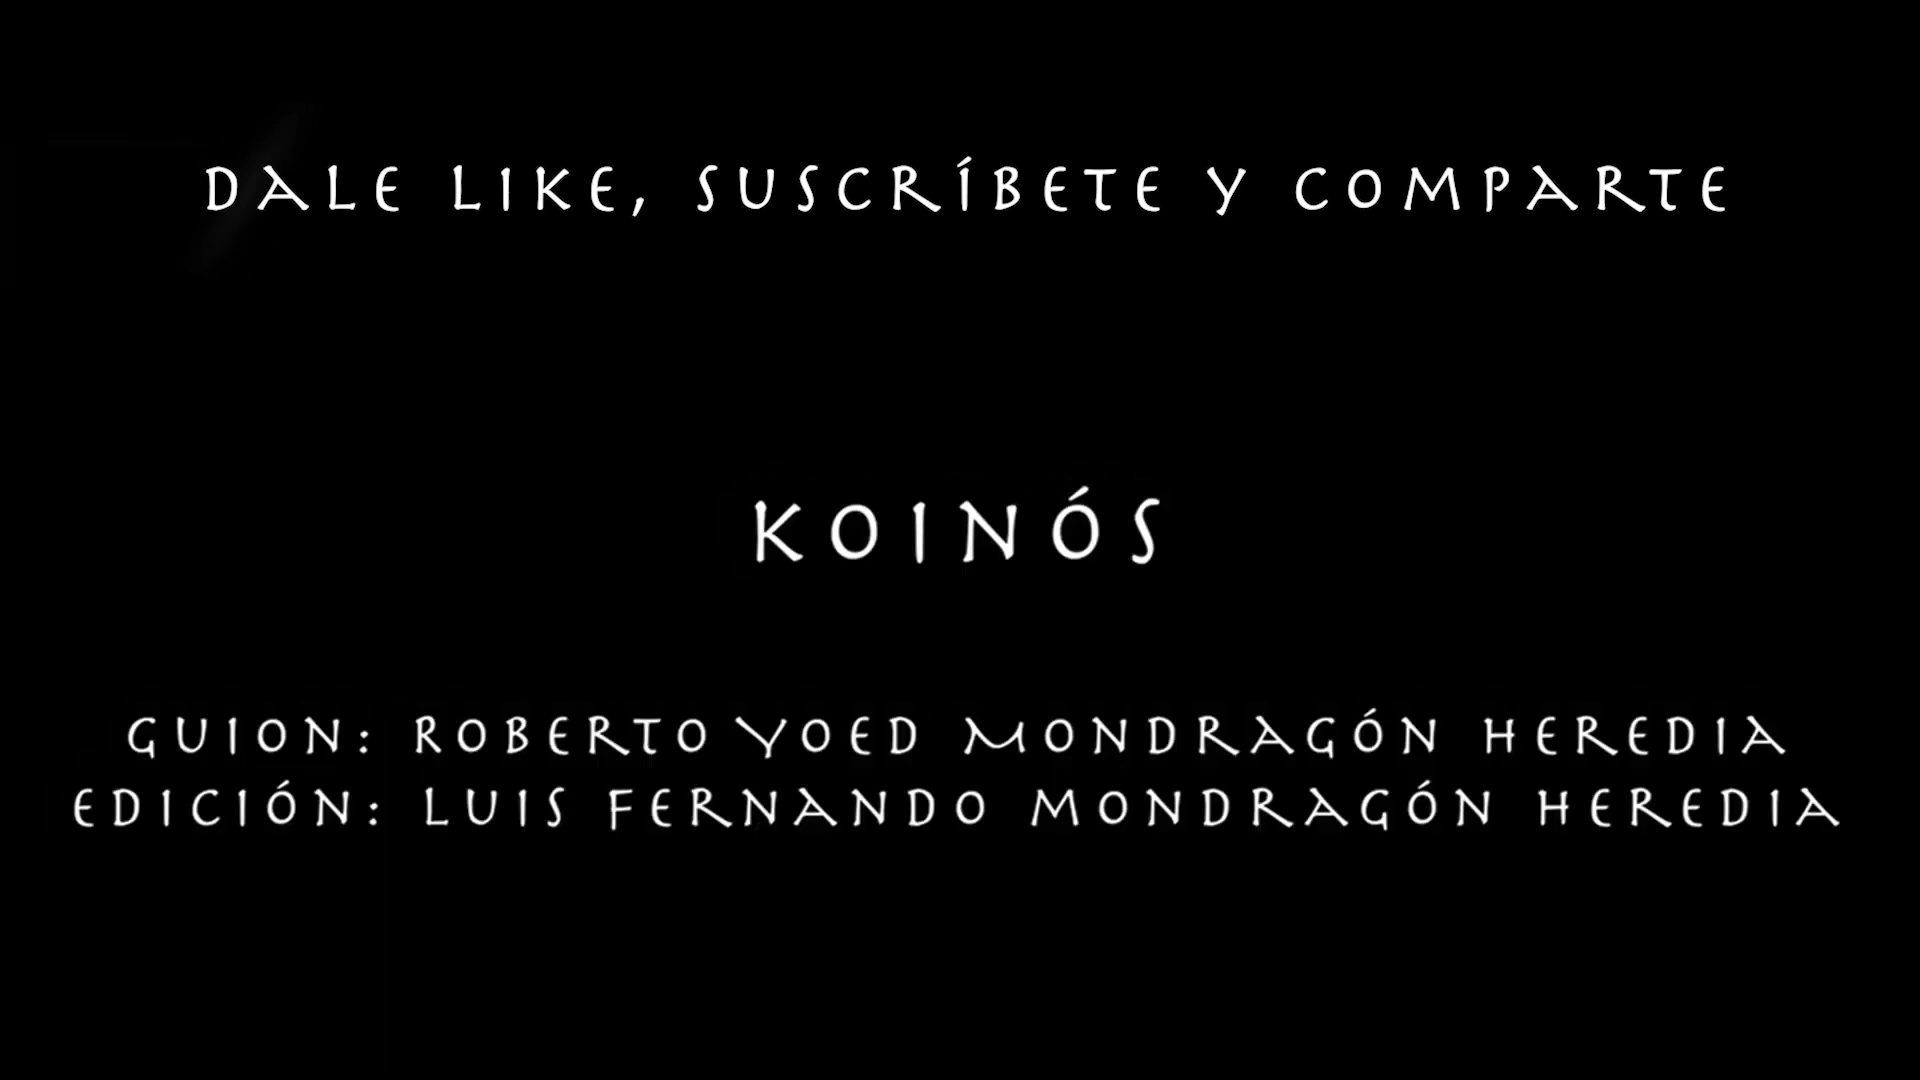 DALE LIKE, SUSCRÍBETE Y COMPARTE
KOINÓS
GUION: ROBERTO YOED MONDRAGÓN HEREDIA
EDICIÓN: LUIS FERNANDO MONDRAGÓN HEREDIA